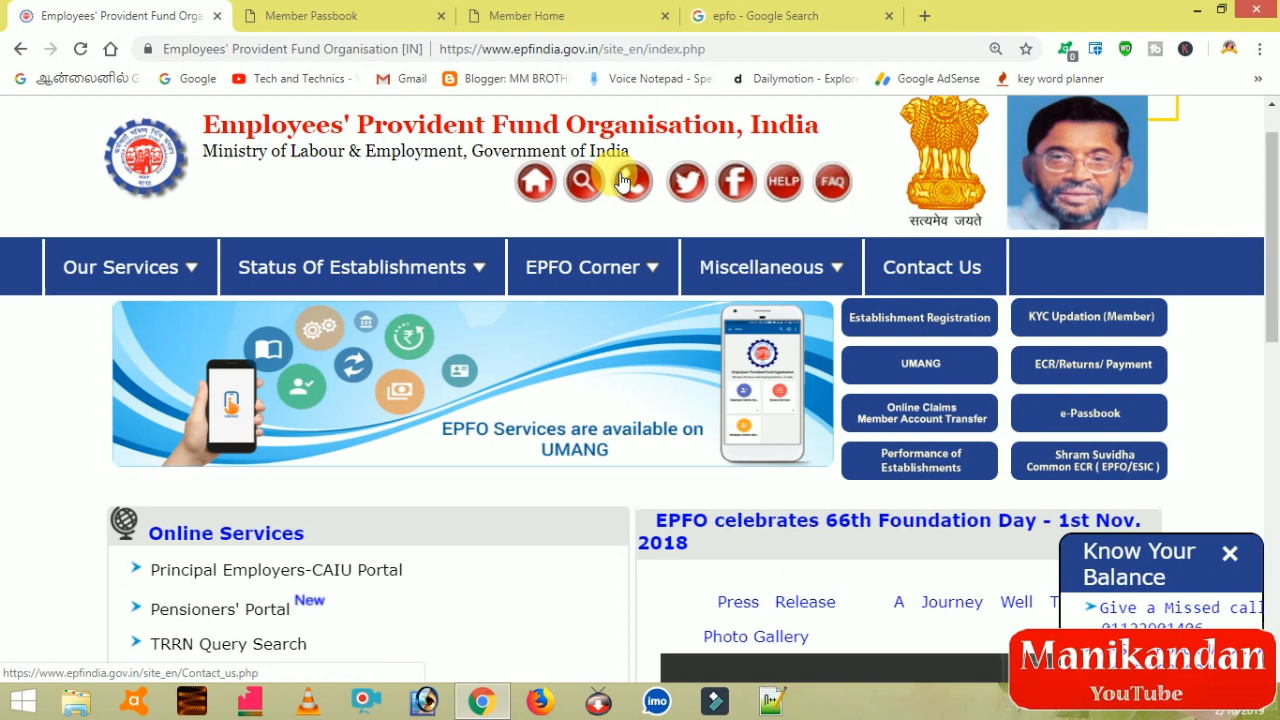 Employees' Provident Fund Orga
Member Passbook
Member Home
epfo - Google Search
Employees' Provident Fund Organisation [IN]
https://www.epfindia.gov.in/site_en/index.php
ஆன்லைனில் G
Google
Tech and Technics -
Gmail
Blogger: MM BROTH
Voice Notepad - Spe
Dailymotion - Explor
Google AdSense
key word planner
Employees' Provident Fund Organisation, India
Ministry of Labour & Employment, Government of India
HELP
FAQ
सत्यमेव जयते
Our Services
Status Of Establishments
EPFO Corner
Miscellaneous
Contact Us
EPFO Services are available on
UMANG
Establishment Registration
KYC Updation (Member)
UMANG
ECR/Returns/ Payment
Online Claims
Member Account Transfer
e-Passbook
Performance of
Establishments
Shram Suvidha
Common ECR ( EPFO/ESIC )
Online Services
Principal Employers-CAIU Portal
Pensioners' Portal New
TRRN Query Search
EPFO celebrates 66th Foundation Day - 1st Nov.
2018
Press Release
A Journey Well T
Photo Gallery
Know Your
Balance
Give a Missed call
01122901406
https://www.epfindia.gov.in/site_en/Contact_us.php
Manikandan
YouTube
imo